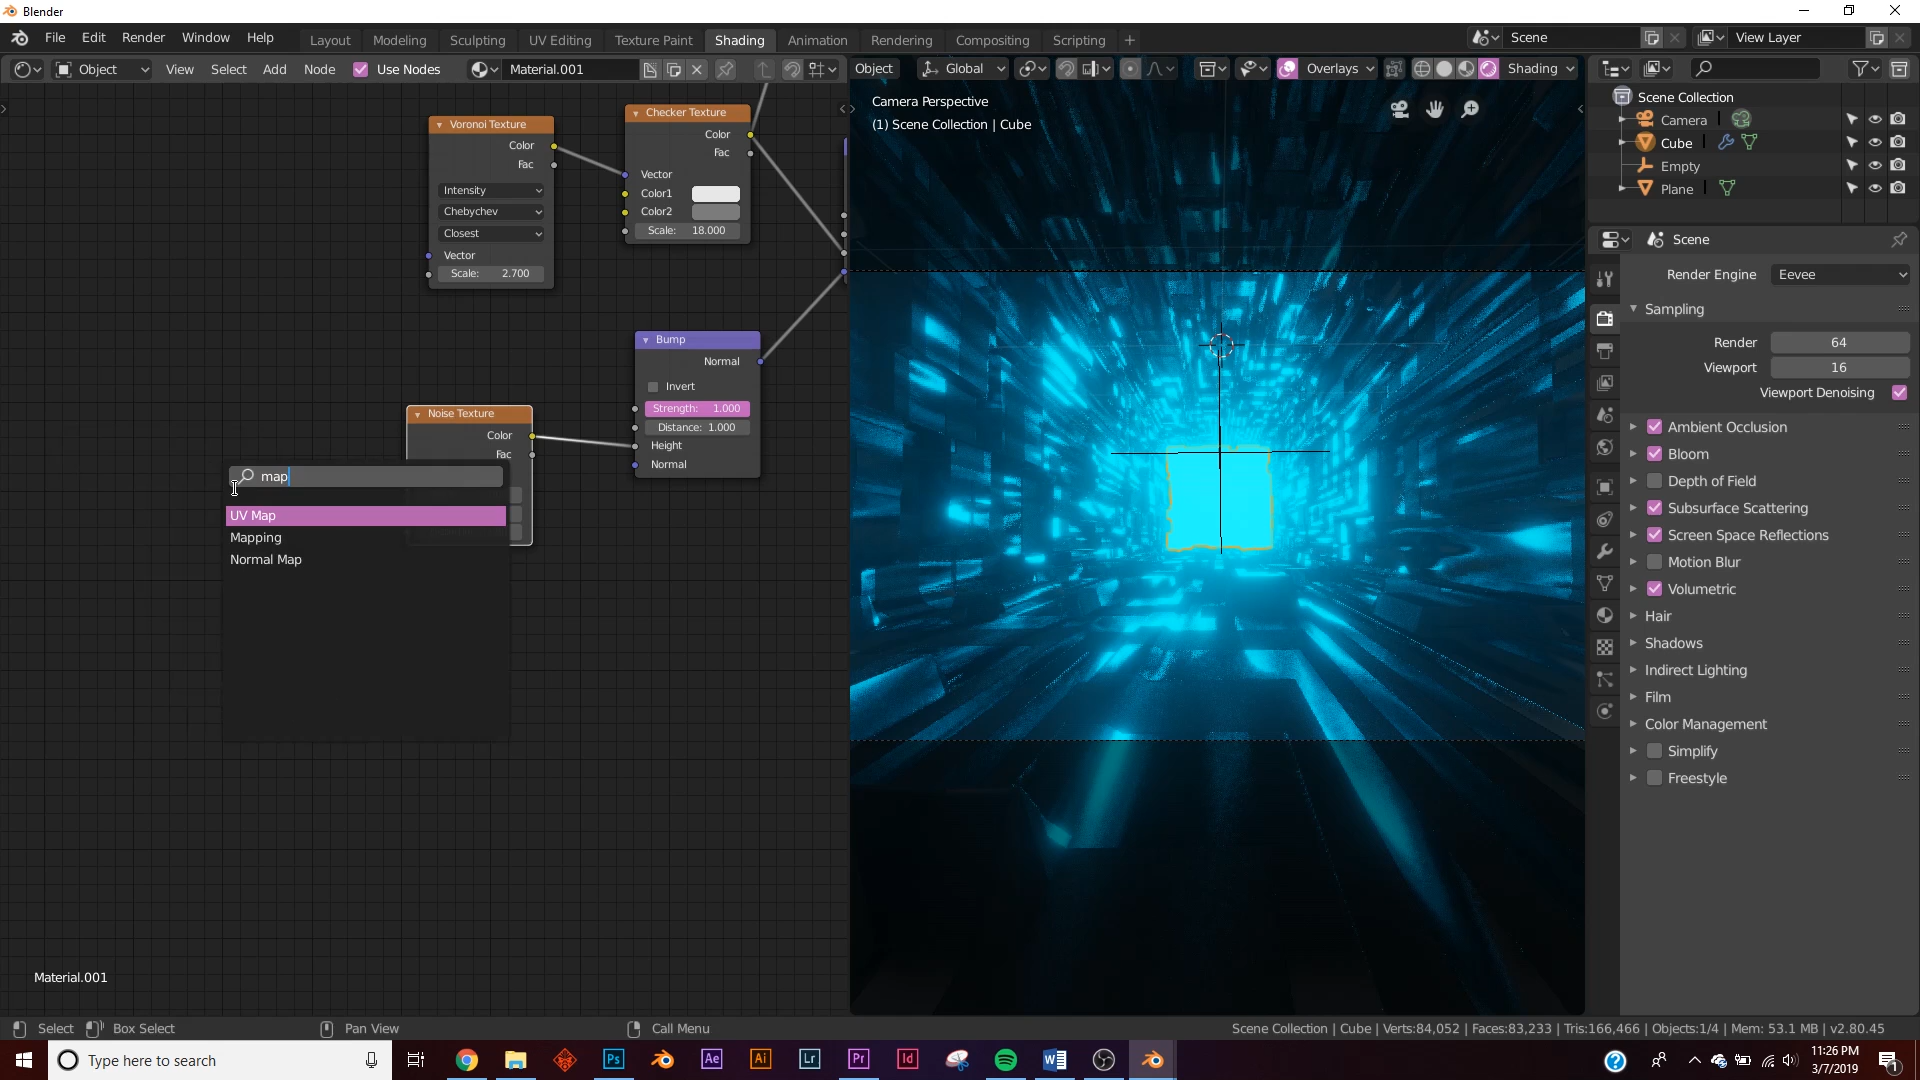 Blender
File Edit Render Window Help Layout Modeling Sculpting UV Editing Texture Paint Shading Animation Rendering Compositing Scripting + Scene View Layer
Object View Select Add Node Use Nodes Material.001 Object Global Overlays Shading
Voronoi Texture
Color
Fac
Intensity
Chebychev
Closest
Vector
Scale: 2.700
Checker Texture
Color
Fac
Vector
Color1
Color2
Scale: 18.000
Bump
Normal
Invert
Strength: 1.000
Distance: 1.000
Height
Normal
Noise Texture
Color
Fac
map
UV Map
Mapping
Normal Map
Material.001
Camera Perspective
(1) Scene Collection | Cube
Scene Collection
Camera
Cube
Empty
Plane
Scene
Render Engine Eevee
Sampling
Render 64
Viewport 16
Viewport Denoising
Ambient Occlusion
Bloom
Depth of Field
Subsurface Scattering
Screen Space Reflections
Motion Blur
Volumetric
Hair
Shadows
Indirect Lighting
Film
Color Management
Simplify
Freestyle
Select Box Select Pan View Call Menu Scene Collection | Cube | Verts:84,052 | Faces:83,233 | Tris:166,466 | Objects:1/4 | Mem: 53.1 MB | v2.80.45
Type here to search Ps Ae Ai Lr Pr Id 11:26 PM
3/7/2019 1